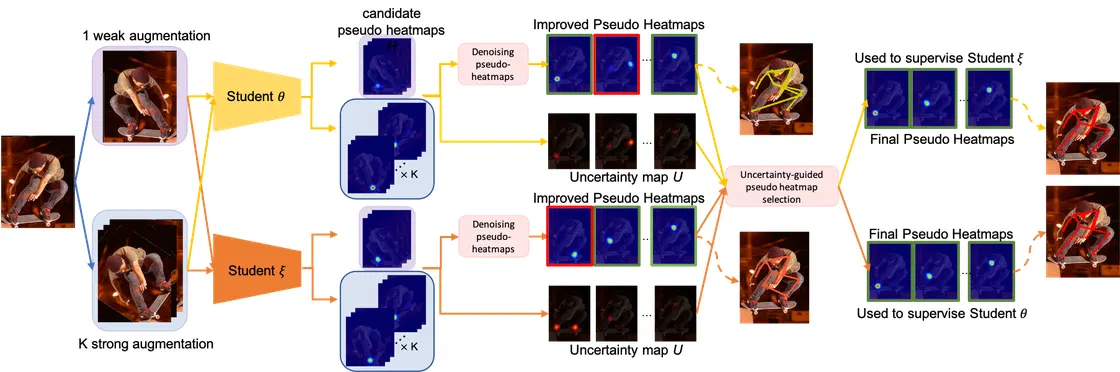 1 weak augmentation
K strong augmentation
Student θ
Student ξ
candidate
pseudo heatmaps
× K
× K
Denoising
pseudo-
heatmaps
Denoising
pseudo-
heatmaps
Improved Pseudo Heatmaps
...
...
Uncertainty map U
Improved Pseudo Heatmaps
...
...
Uncertainty map U
Uncertainty-guided
pseudo heatmap
selection
Used to supervise Student ξ
...
Final Pseudo Heatmaps
Final Pseudo Heatmaps
...
Used to supervise Student θ